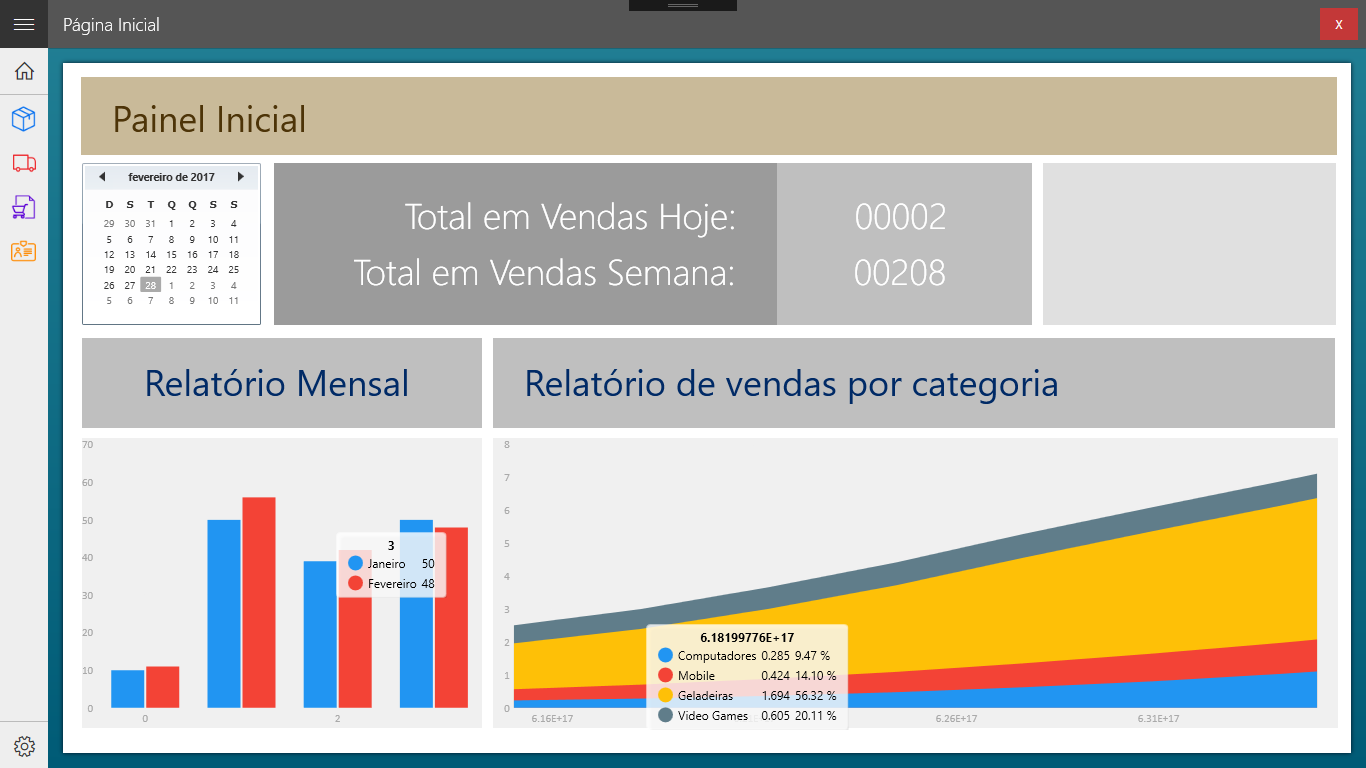 Página Inicial
X
Painel Inicial
fevereiro de 2017
D S T Q Q S S
29 30 31 1 2 3 4
5 6 7 8 9 10 11
12 13 14 15 16 17 18
19 20 21 22 23 24 25
26 27 28 1 2 3 4
5 6 7 8 9 10 11
Total em Vendas Hoje: 00002
Total em Vendas Semana: 00208
Relatório Mensal
Relatório de vendas por categoria
70
60
50
40
30
20
10
0
0 2
3
Janeiro 50
Fevereiro 48
8
7
6
5
4
3
2
1
0
6.16E+17 6.26E+17 6.31E+17
6.18199776E+17
Computadores 0.285 9.47 %
Mobile 0.424 14.10 %
Geladeiras 1.694 56.32 %
Video Games 0.605 20.11 %